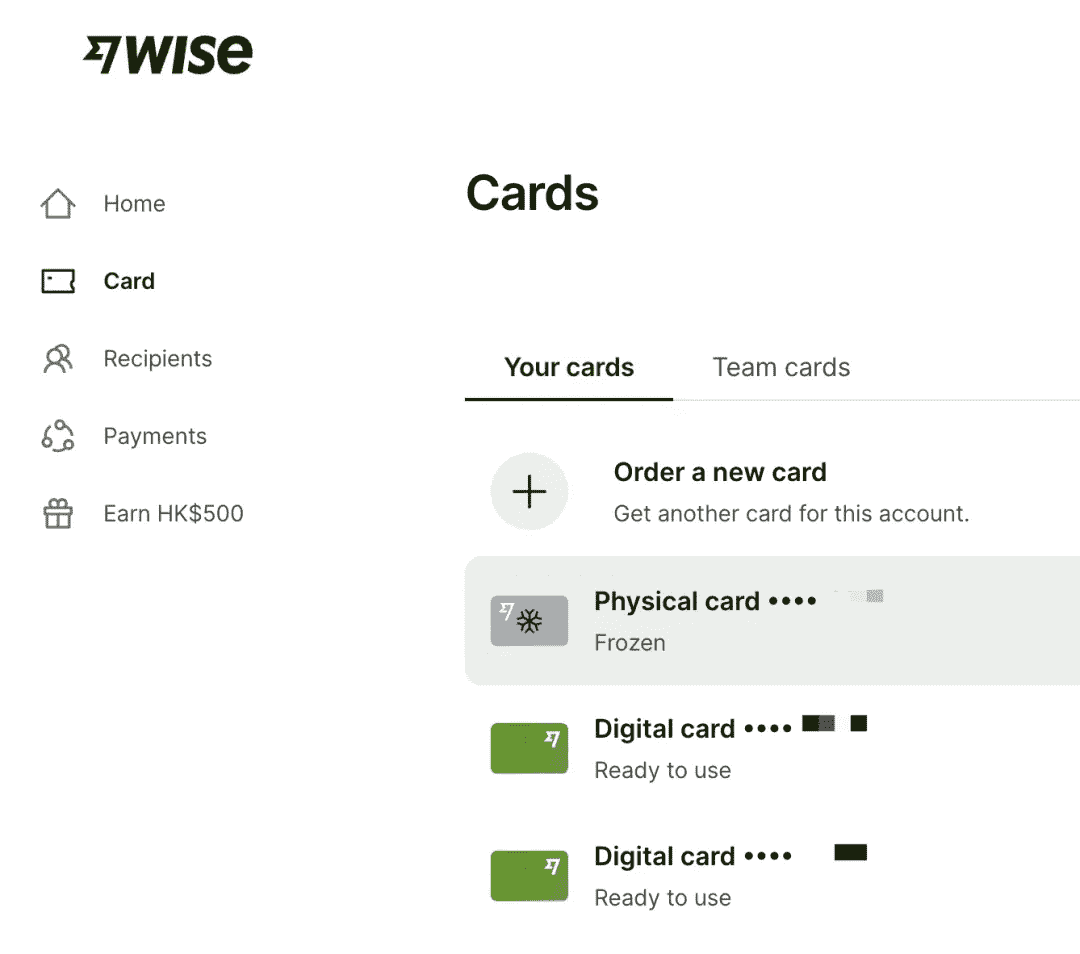 wise
Home
Card
Recipients
Payments
Earn HK$500
Cards
Your cards
Team cards
Order a new card
Get another card for this account.
Physical card ••••
Frozen
Digital card ••••
Ready to use
Digital card ••••
Ready to use